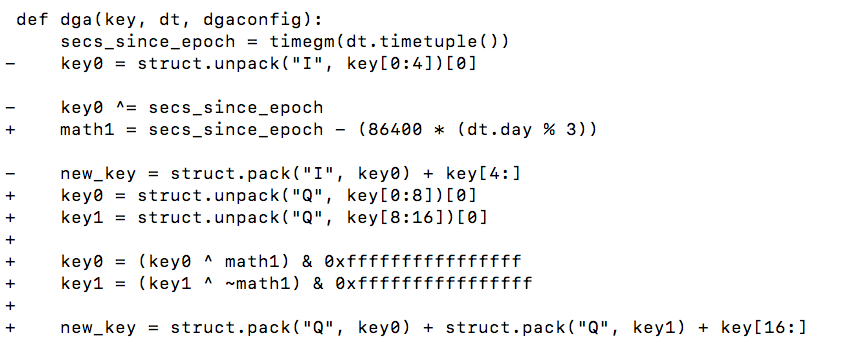 def dga(key, dt, dgaconfig):
     secs_since_epoch = timegm(dt.timetuple())
-    key0 = struct.unpack("I", key[0:4])[0]

-    key0 ^= secs_since_epoch
+    math1 = secs_since_epoch - (86400 * (dt.day % 3))

-    new_key = struct.pack("I", key0) + key[4:]
+    key0 = struct.unpack("Q", key[0:8])[0]
+    key1 = struct.unpack("Q", key[8:16])[0]
+
+    key0 = (key0 ^ math1) & 0xffffffffffffffff
+    key1 = (key1 ^ ~math1) & 0xffffffffffffffff
+
+    new_key = struct.pack("Q", key0) + struct.pack("Q", key1) + key[16:]